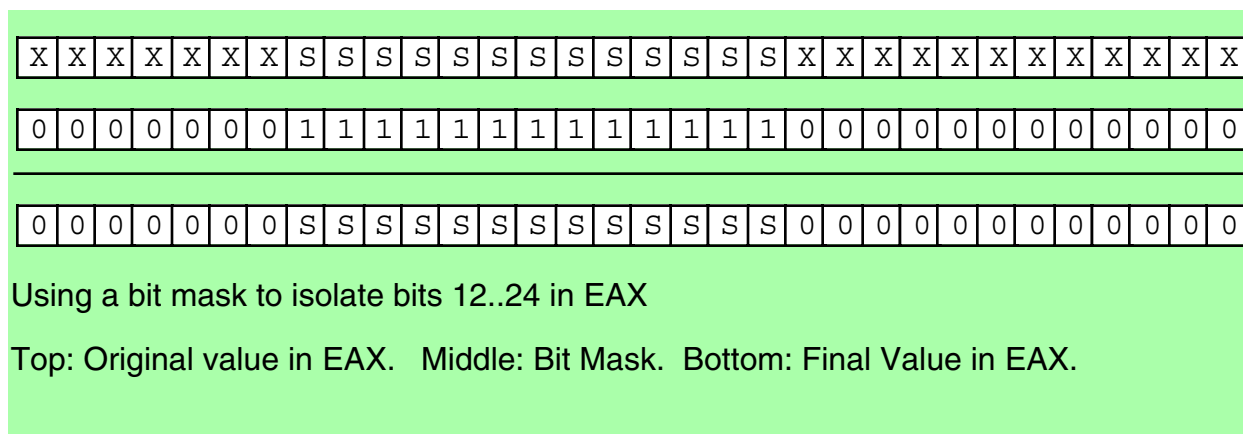 X X X X X X X S S S S S S S S S S S S S X X X X X X X X X X X X
0 0 0 0 0 0 0 1 1 1 1 1 1 1 1 1 1 1 1 1 0 0 0 0 0 0 0 0 0 0 0 0
0 0 0 0 0 0 0 S S S S S S S S S S S S S 0 0 0 0 0 0 0 0 0 0 0 0
Using a bit mask to isolate bits 12..24 in EAX
Top: Original value in EAX. Middle: Bit Mask. Bottom: Final Value in EAX.